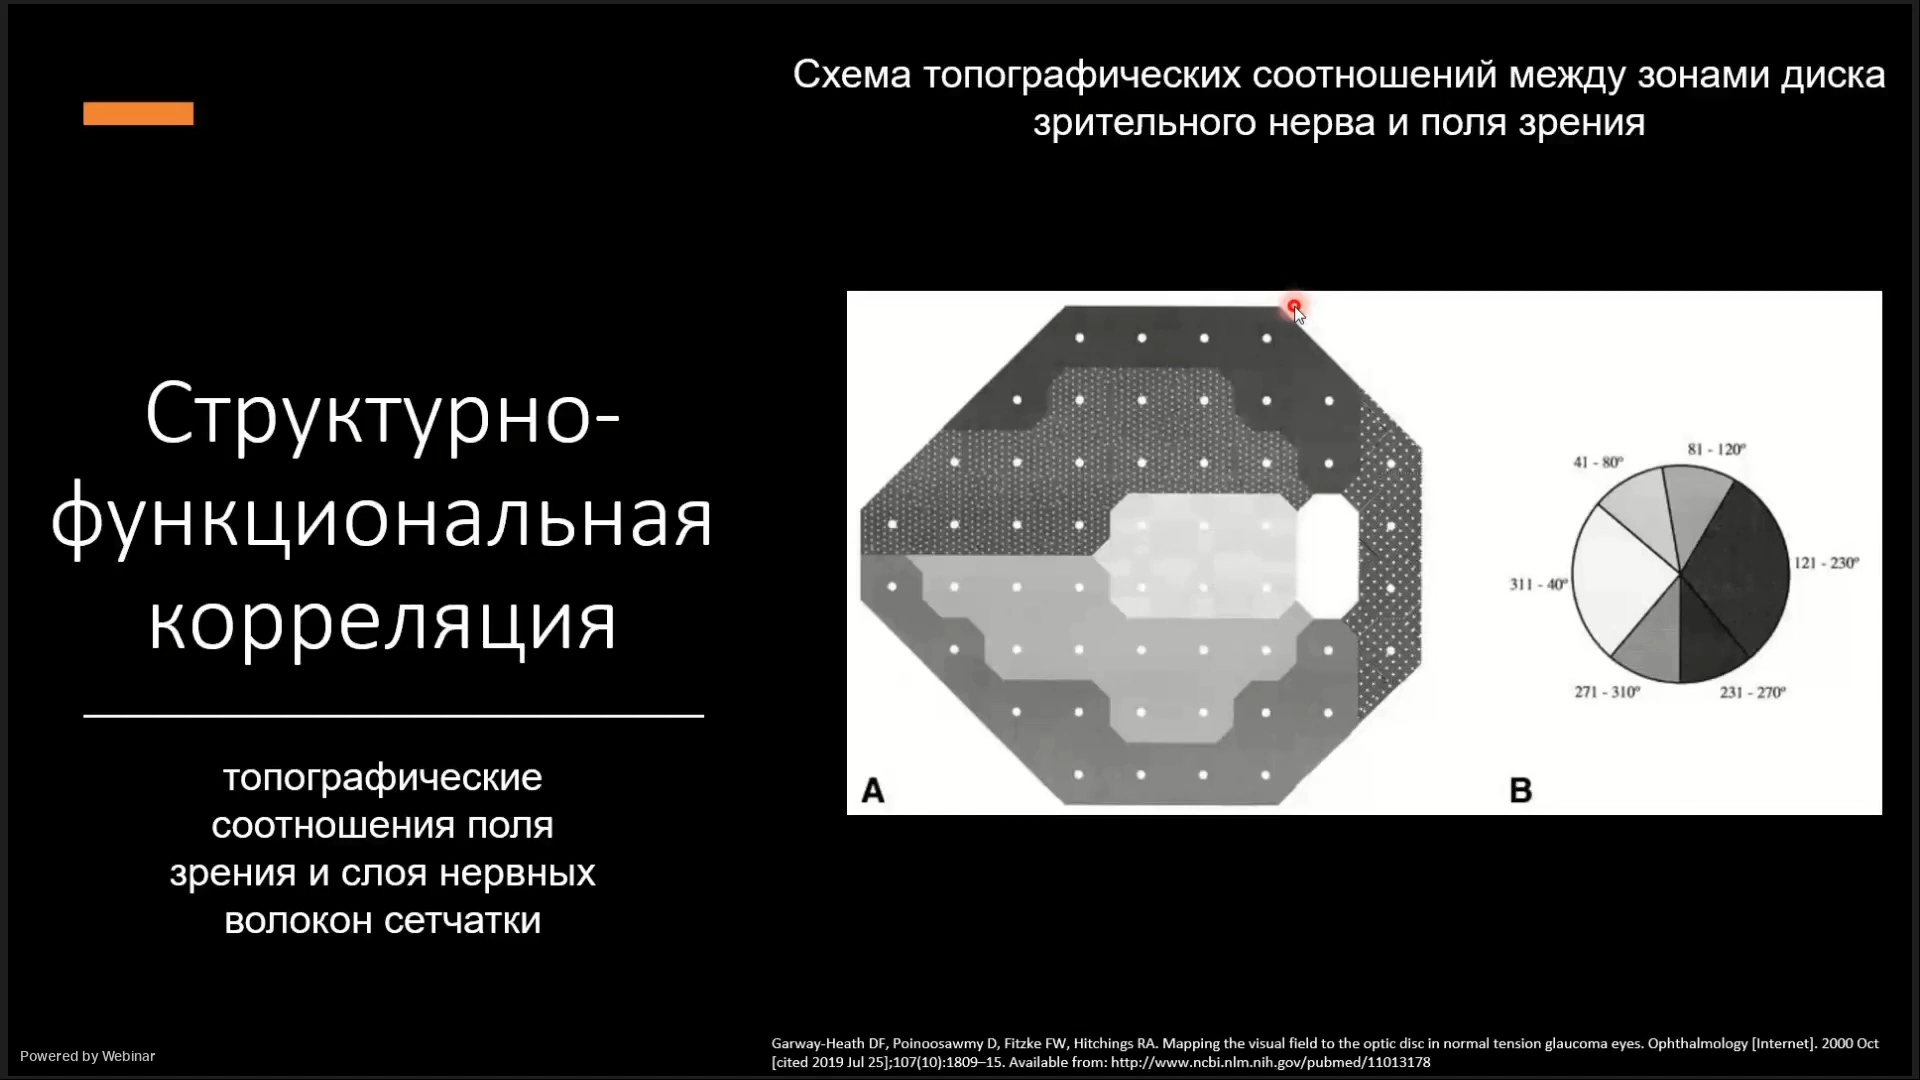 Схема топографических соотношений между зонами диска
зрительного нерва и поля зрения
Структурно-
функциональная
корреляция
топографические
соотношения поля
зрения и слоя нервных
волокон сетчатки
A
81 - 120°
41 - 80°
121 - 230°
311 - 40°
271 - 310°
231 - 270°
B
Garway-Heath DF, Poinoosawmy D, Fitzke FW, Hitchings RA. Mapping the visual field to the optic disc in normal tension glaucoma eyes. Ophthalmology [Internet]. 2000 Oct
[cited 2019 Jul 25];107(10):1809–15. Available from: http://www.ncbi.nlm.nih.gov/pubmed/11013178
Powered by Webinar